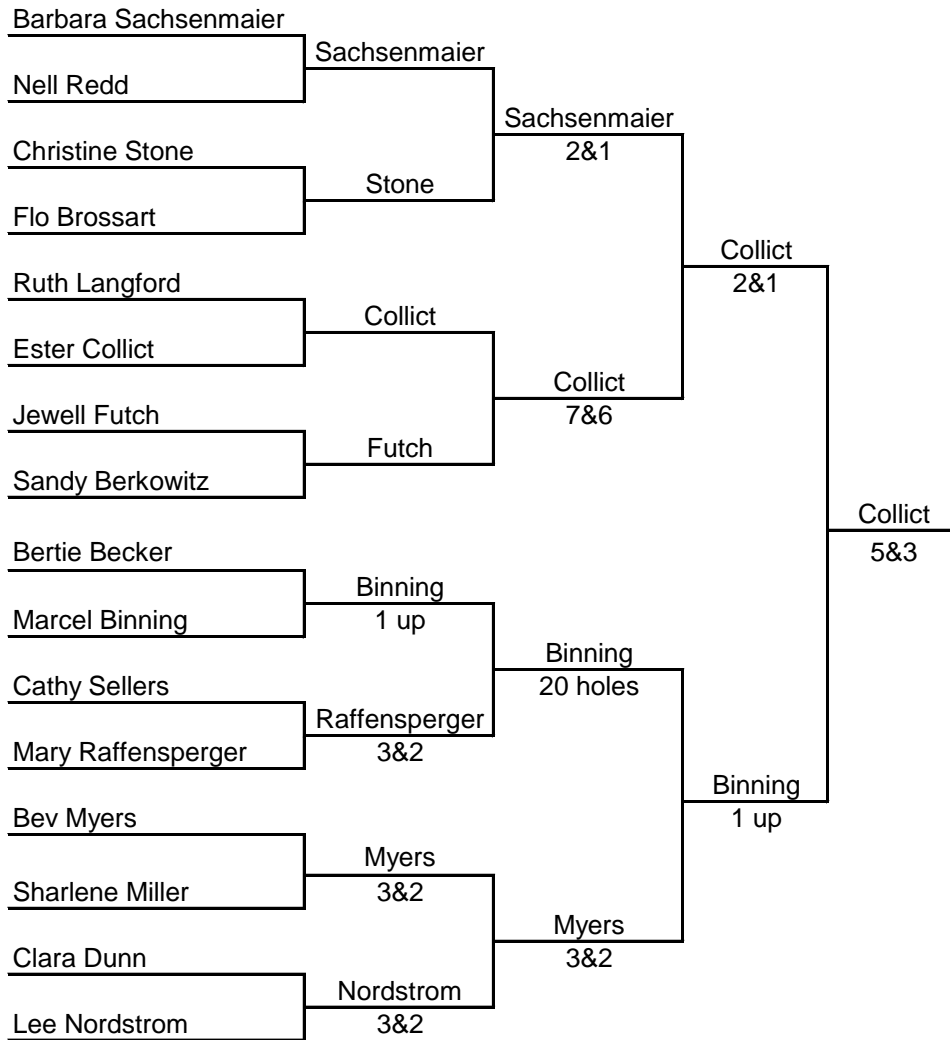 Barbara Sachsenmaier
Sachsenmaier
Nell Redd
Sachsenmaier
2&1
Christine Stone
Stone
Flo Brossart
Collict
2&1
Ruth Langford
Collict
Ester Collict
Collict
7&6
Jewell Futch
Futch
Sandy Berkowitz
Collict
5&3
Bertie Becker
Binning
1 up
Marcel Binning
Binning
20 holes
Cathy Sellers
Raffensperger
3&2
Mary Raffensperger
Binning
1 up
Bev Myers
Myers
3&2
Sharlene Miller
Myers
3&2
Clara Dunn
Nordstrom
3&2
Lee Nordstrom